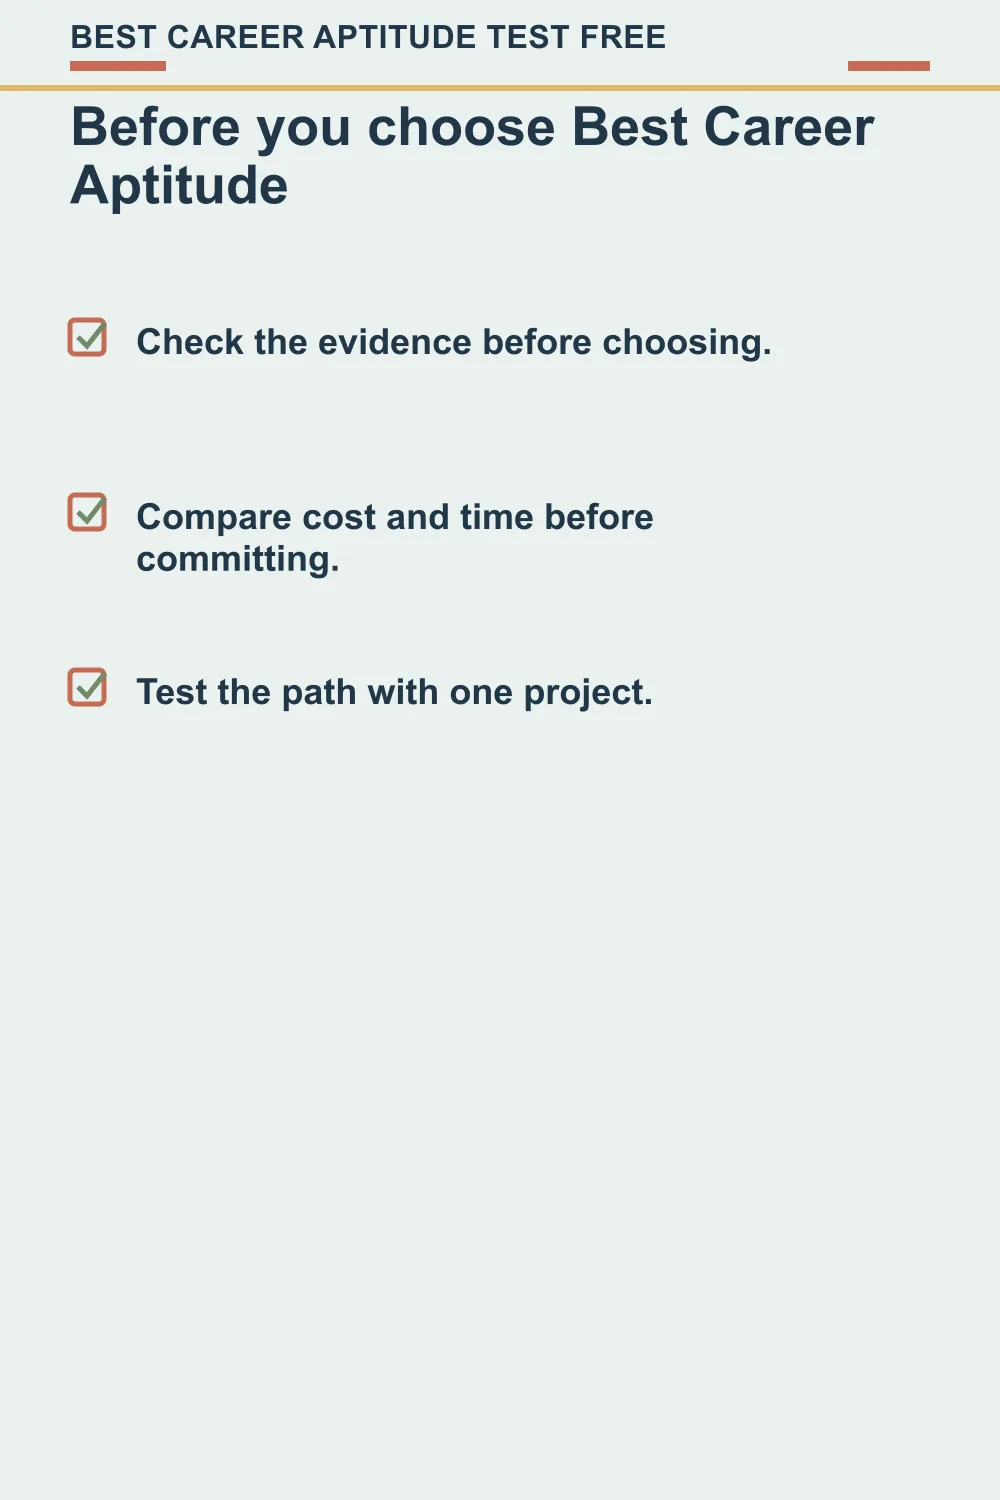 BEST CAREER APTITUDE TEST FREE
Before you choose Best Career
Aptitude
Check the evidence before choosing.
Compare cost and time before
committing.
Test the path with one project.